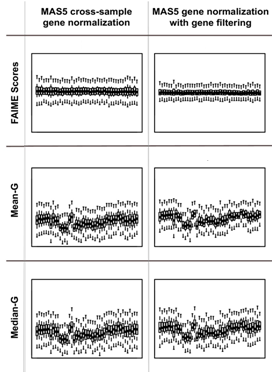 MAS5 cross-sample
gene normalization
MAS5 gene normalization
with gene filtering
FAIME Scores
Mean-G
Median-G